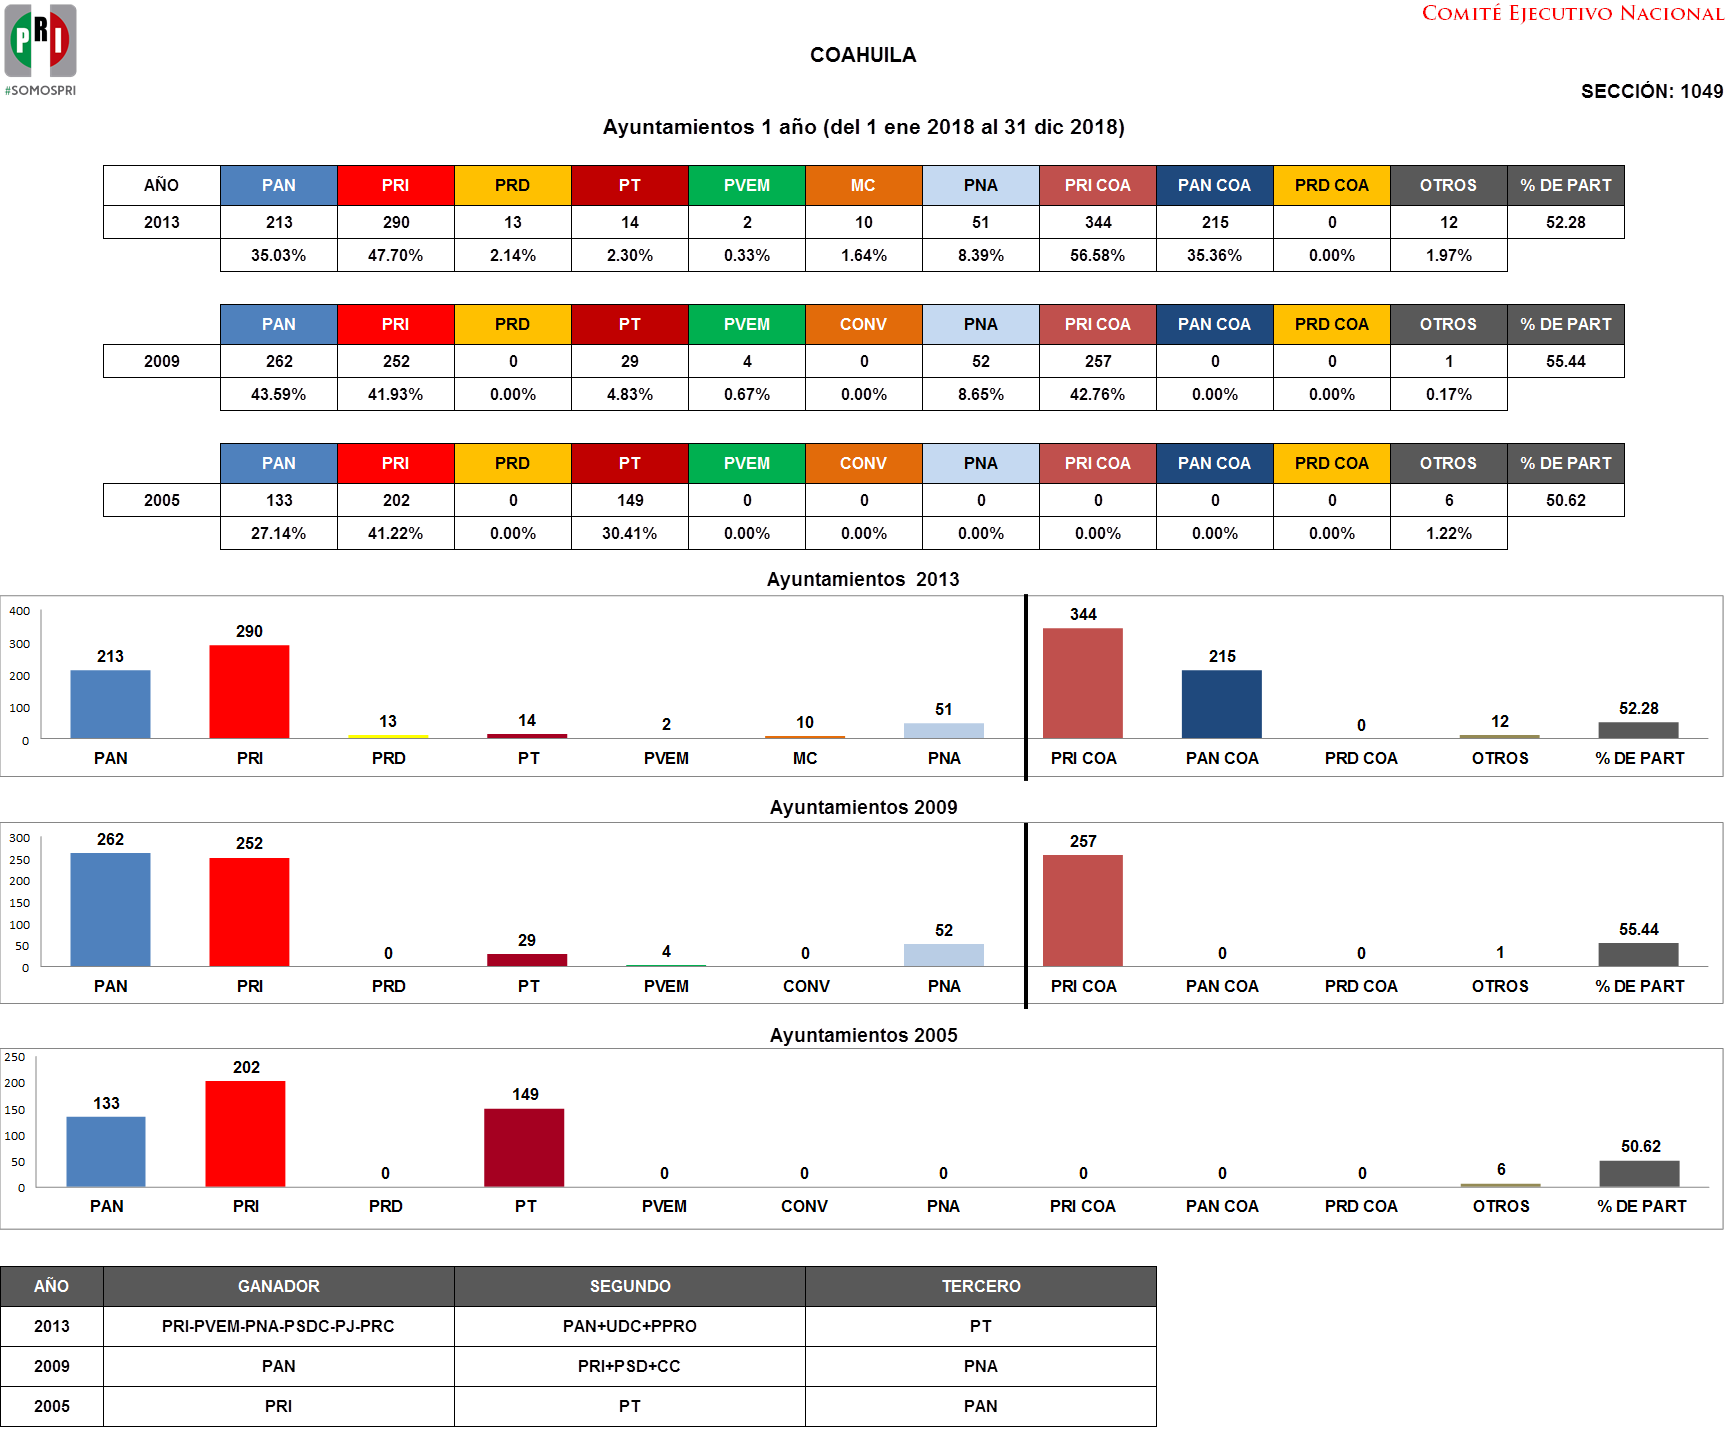 COMITÉ EJECUTIVO NACIONAL
PRI
#SOMOSPRI
COAHUILA
SECCIÓN: 1049
Ayuntamientos 1 año (del 1 ene 2018 al 31 dic 2018)
AÑO PAN PRI PRD PT PVEM MC PNA PRI COA PAN COA PRD COA OTROS % DE PART
2013 213 290 13 14 2 10 51 344 215 0 12 52.28
35.03% 47.70% 2.14% 2.30% 0.33% 1.64% 8.39% 56.58% 35.36% 0.00% 1.97%
PAN PRI PRD PT PVEM CONV PNA PRI COA PAN COA PRD COA OTROS % DE PART
2009 262 252 0 29 4 0 52 257 0 0 1 55.44
43.59% 41.93% 0.00% 4.83% 0.67% 0.00% 8.65% 42.76% 0.00% 0.00% 0.17%
PAN PRI PRD PT PVEM CONV PNA PRI COA PAN COA PRD COA OTROS % DE PART
2005 133 202 0 149 0 0 0 0 0 0 6 50.62
27.14% 41.22% 0.00% 30.41% 0.00% 0.00% 0.00% 0.00% 0.00% 0.00% 1.22%
Ayuntamientos 2013
400
300
200
100
0
213 290 13 14 2 10 51 344 215 0 12 52.28
PAN PRI PRD PT PVEM MC PNA PRI COA PAN COA PRD COA OTROS % DE PART
Ayuntamientos 2009
300
250
200
150
100
50
0
262 252 0 29 4 0 52 257 0 0 1 55.44
PAN PRI PRD PT PVEM CONV PNA PRI COA PAN COA PRD COA OTROS % DE PART
Ayuntamientos 2005
250
200
150
100
50
0
133 202 0 149 0 0 0 0 0 0 6 50.62
PAN PRI PRD PT PVEM CONV PNA PRI COA PAN COA PRD COA OTROS % DE PART
AÑO GANADOR SEGUNDO TERCERO
2013 PRI-PVEM-PNA-PSDC-PJ-PRC PAN+UDC+PPRO PT
2009 PAN PRI+PSD+CC PNA
2005 PRI PT PAN